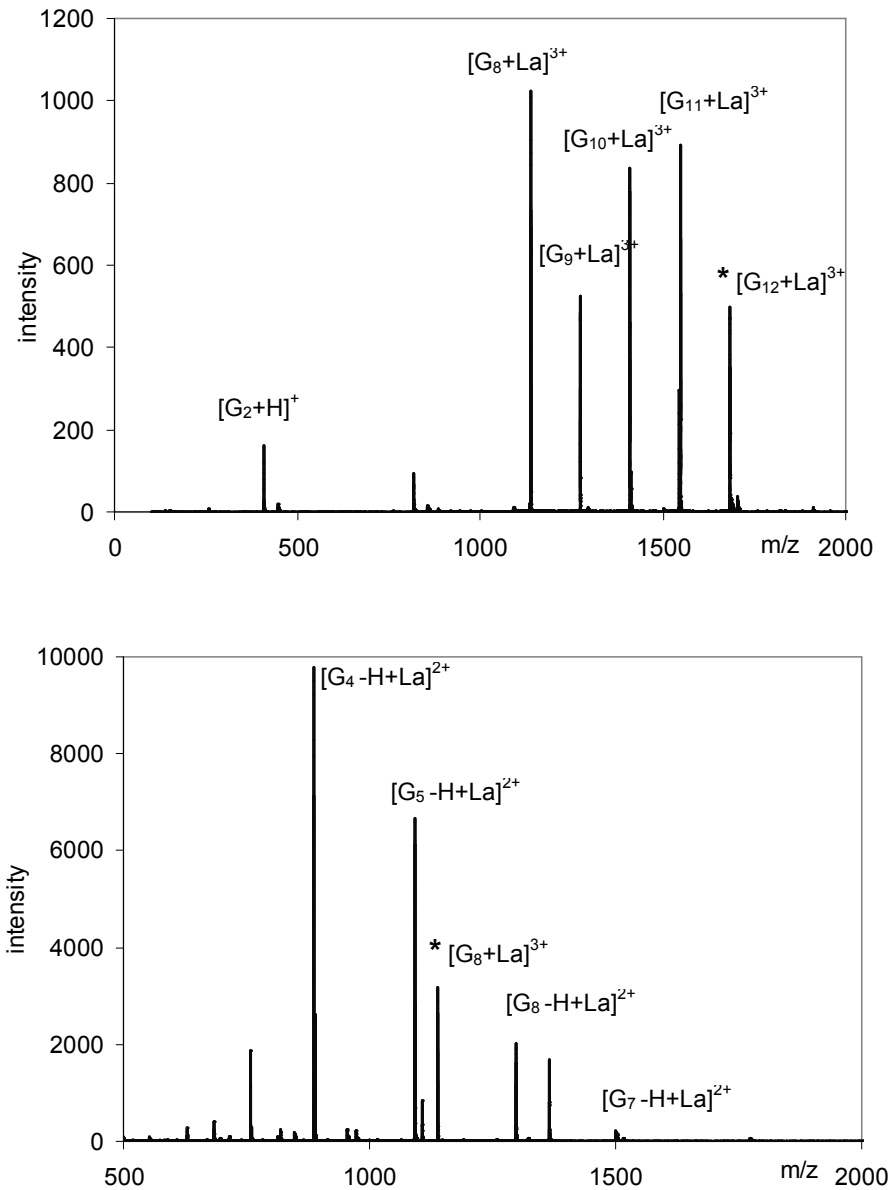 1200
[G₈+La]³⁺
1000
[G₁₁+La]³⁺
[G₁₀+La]³⁺
800
intensity
600
[G₉+La]³⁺
* [G₁₂+La]³⁺
400
[G₂+H]⁺
200
0
0 500 1000 1500 m/z 2000
10000
[G₄ -H+La]²⁺
8000
[G₅ -H+La]²⁺
6000
intensity
4000
* [G₈+La]³⁺
[G₈ -H+La]²⁺
2000
[G₇ -H+La]²⁺
0
500 1000 1500 m/z 2000